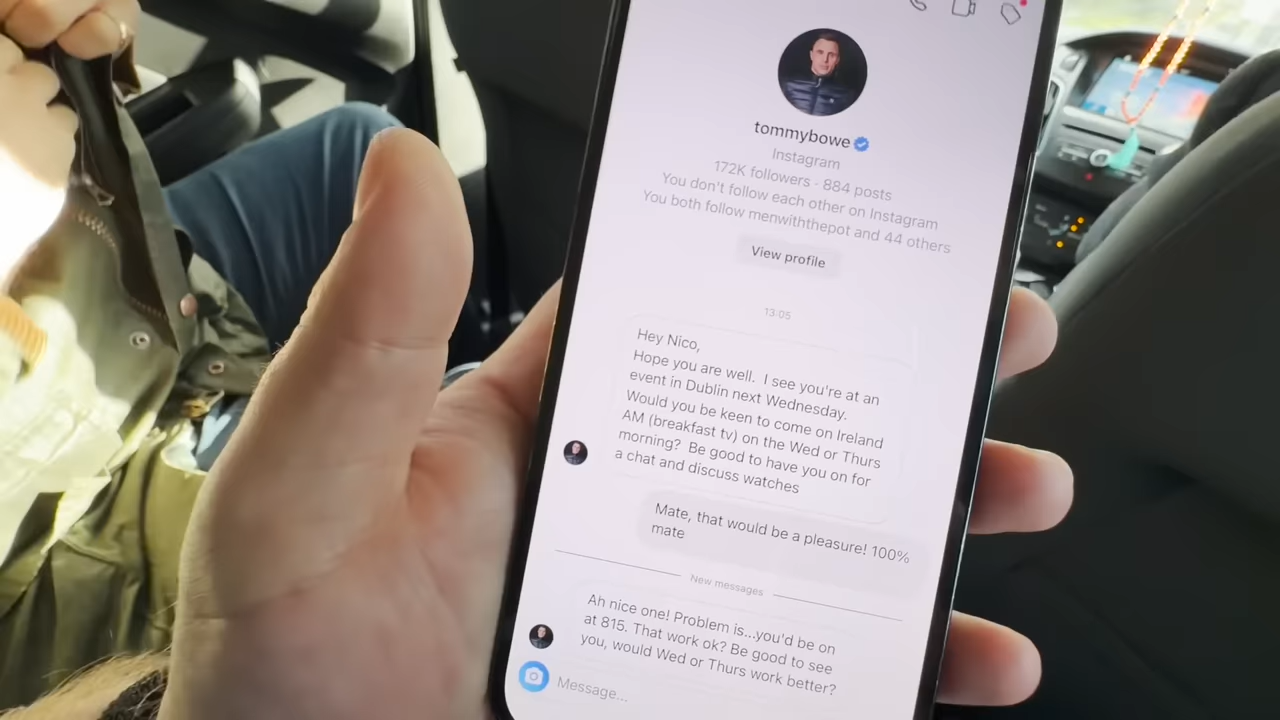 tommybowe
Instagram
172K followers · 884 posts
You don't follow each other on Instagram
You both follow menwiththepot and 44 others
View profile
13:05
Hey Nico,
Hope you are well. I see you're at an
event in Dublin next Wednesday.
Would you be keen to come on Ireland
AM (breakfast tv) on the Wed or Thurs
morning? Be good to have you on for
a chat and discuss watches
Mate, that would be a pleasure! 100%
mate
New messages
Ah nice one! Problem is...you'd be on
at 815. That work ok? Be good to see
you, would Wed or Thurs work better?
Message...